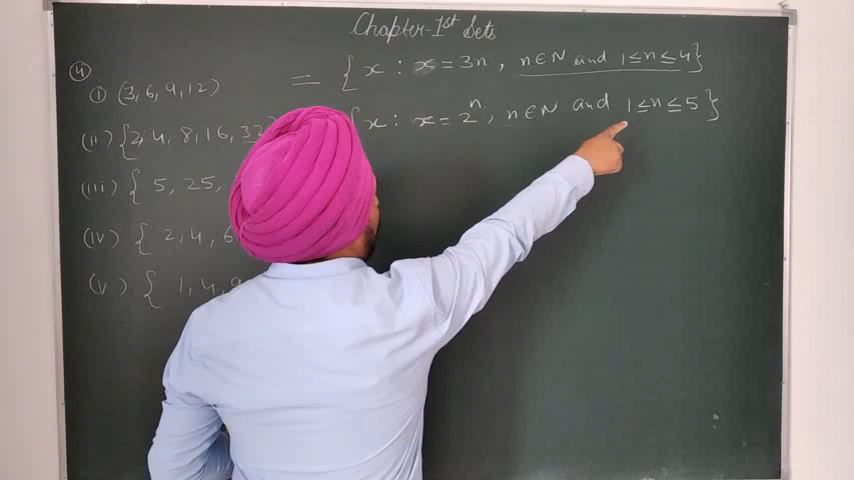 Chapter-1st Sets
④
① (3,6,9,12) = { x : x = 3n , n∈N and 1≤n≤4}
(ii) {2,4, 8,16, 32 { x : x = 2ⁿ, n∈N and 1≤n≤5}
(iii) { 5, 25,
(iv) { 2,4, 6
(v) { 1,4,9